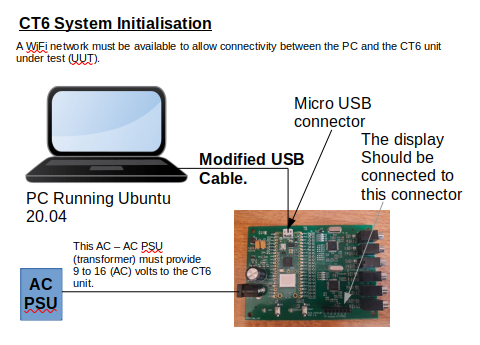 CT6 System Initialisation
A WiFi network must be available to allow connectivity between the PC and the CT6 unit
under test (UUT).
Micro USB
connector
The display
Should be
connected to
this connector
Modified USB
Cable.
PC Running Ubuntu
20.04
This AC – AC PSU
(transformer) must provide
9 to 16 (AC) volts to the CT6
unit.
AC
PSU